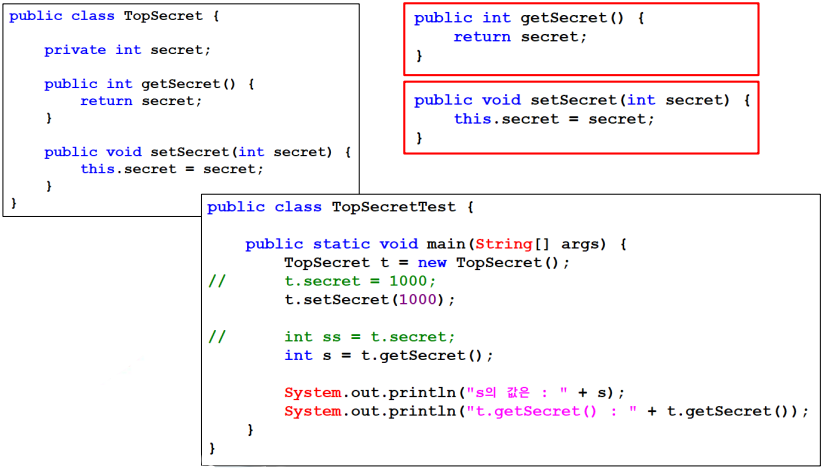 public class TopSecret {
private int secret;
public int getSecret() {
return secret;
}
public void setSecret(int secret) {
this.secret = secret;
}
}
public int getSecret() {
return secret;
}
public void setSecret(int secret) {
this.secret = secret;
}
public class TopSecretTest {
public static void main(String[] args) {
TopSecret t = new TopSecret();
//      t.secret = 1000;
t.setSecret(1000);
//      int ss = t.secret;
int s = t.getSecret();
System.out.println("s의 값은 : " + s);
System.out.println("t.getSecret() : " + t.getSecret());
}
}